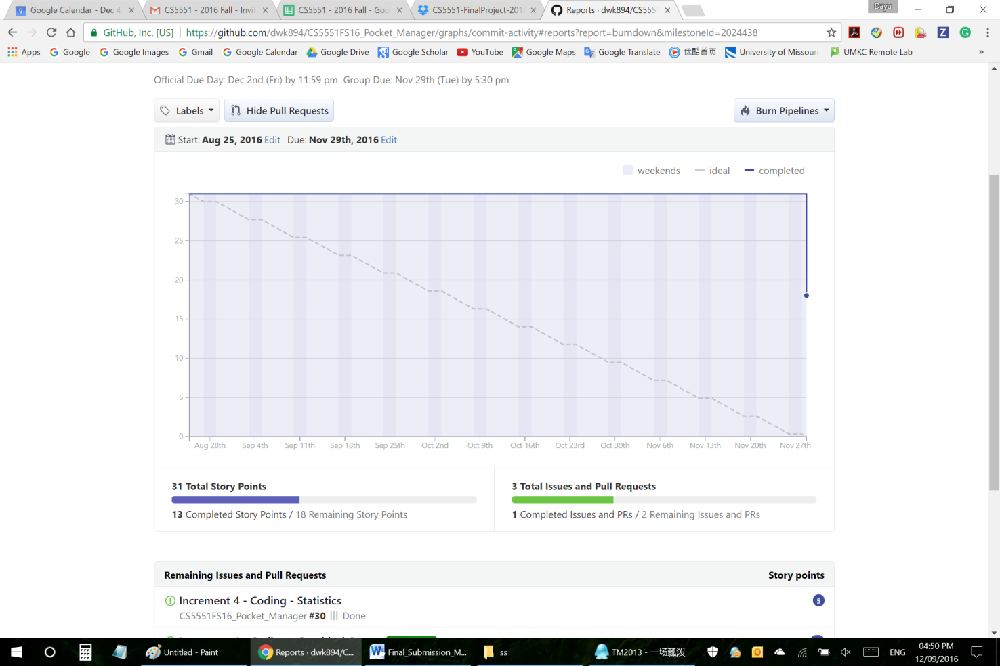 Dayu
Google Calendar - Dec 4
CS5551 - 2016 Fall - Invit
CS5551 - 2016 Fall - Goo
CS5551-FinalProject-201
Reports · dwk894/CS555
GitHub, Inc. [US]
https://github.com/dwk894/CS5551FS16_Pocket_Manager/graphs/commit-activity#reports?report=burndown&milestoneId=2024438
Apps
Google
Google Images
Gmail
Google Calendar
Google Drive
Google Scholar
YouTube
Google Maps
Google Translate
优酷首页
University of Missouri
UMKC Remote Lab
»
Official Due Day: Dec 2nd (Fri) by 11:59 pm Group Due: Nov 29th (Tue) by 5:30 pm
Labels
Hide Pull Requests
Burn Pipelines
Start: Aug 25, 2016 Edit Due: Nov 29th, 2016 Edit
weekends
ideal
completed
30
25
20
15
10
5
0
Aug 28th
Sep 4th
Sep 11th
Sep 18th
Sep 25th
Oct 2nd
Oct 9th
Oct 16th
Oct 23rd
Oct 30th
Nov 6th
Nov 13th
Nov 20th
Nov 27th
31 Total Story Points
13 Completed Story Points / 18 Remaining Story Points
3 Total Issues and Pull Requests
1 Completed Issues and PRs / 2 Remaining Issues and PRs
Remaining Issues and Pull Requests
Story points
Increment 4 - Coding - Statistics
5
CS5551FS16_Pocket_Manager #30 Done
Untitled - Paint
Reports · dwk894/C...
Final_Submission_M...
ss
TM2013 - 一场瓢泼
ENG
04:50 PM
12/09/2016